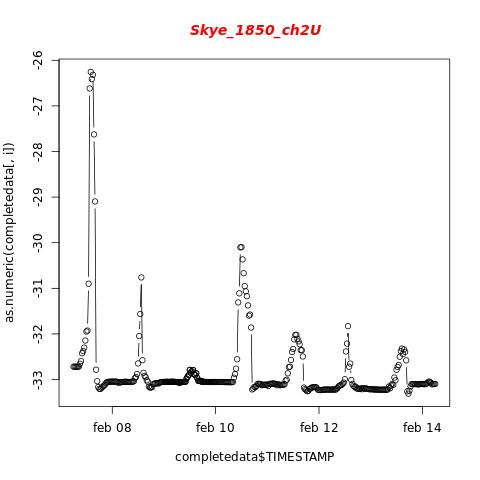 Skye_1850_ch2U
as.numeric(completedata[, i])
-26
-27
-28
-29
-30
-31
-32
-33
feb 08
feb 10
feb 12
feb 14
completedata$TIMESTAMP